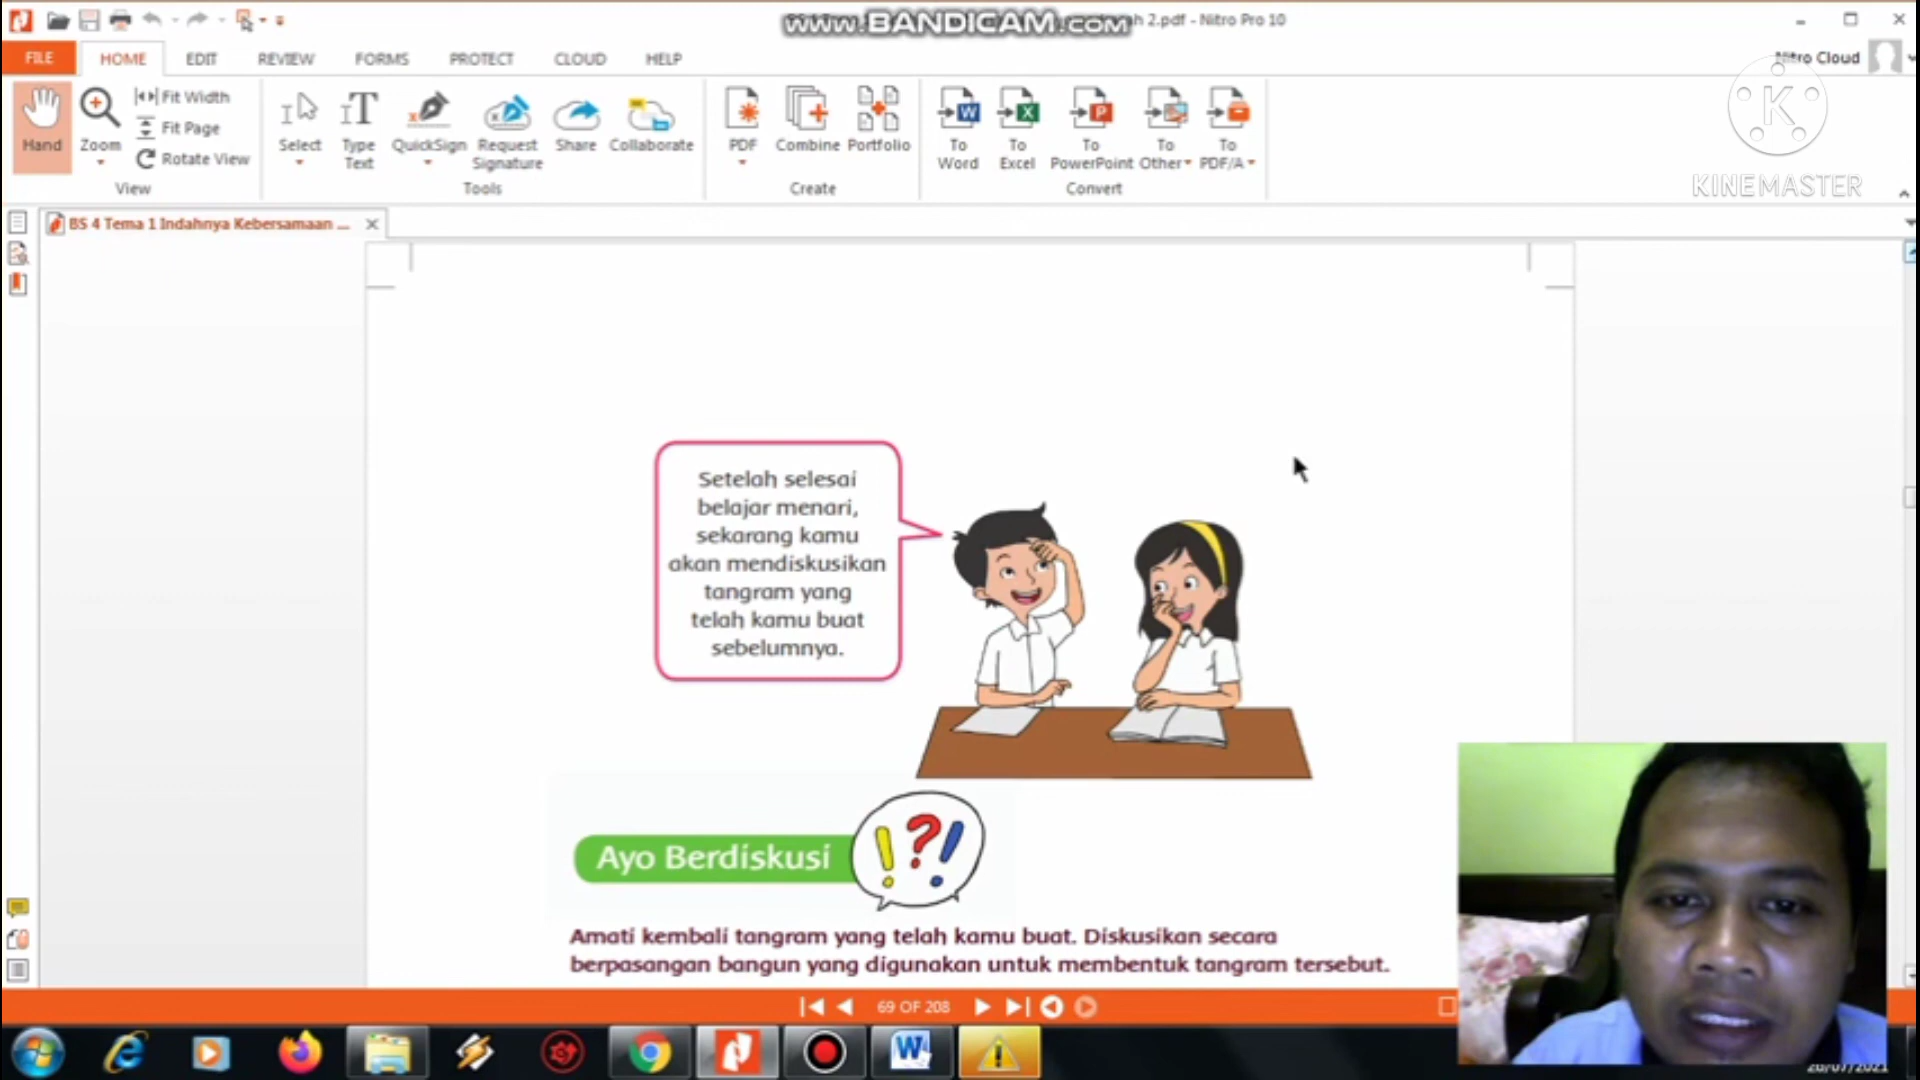 www.BANDICAM.com
2.pdf - Nitro Pro 10
FILE HOME EDIT REVIEW FORMS PROTECT CLOUD HELP
Nitro Cloud
Hand
Zoom
Fit Width
Fit Page
Rotate View
View
Select
Type Text
QuickSign
Request Signature
Share
Collaborate
Tools
PDF
Combine
Portfolio
Create
To Word
To Excel
To PowerPoint
To Other
To PDF/A
Convert
K
KINEMASTER
BS 4 Tema 1 Indahnya Kebersamaan ...
Setelah selesai
belajar menari,
sekarang kamu
akan mendiskusikan
tangram yang
telah kamu buat
sebelumnya.
Ayo Berdiskusi
!?!
Amati kembali tangram yang telah kamu buat. Diskusikan secara
berpasangan bangun yang digunakan untuk membentuk tangram tersebut.
69 OF 208